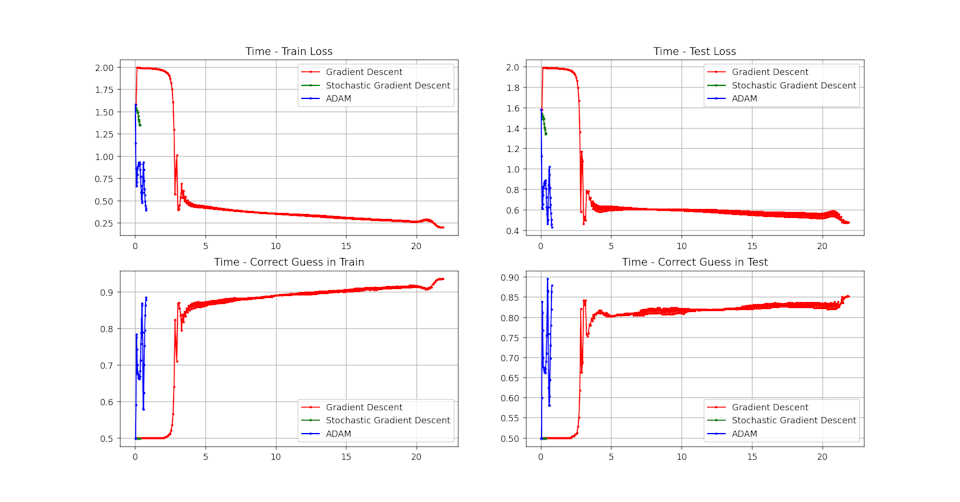 Time - Train Loss
2.00
1.75
1.50
1.25
1.00
0.75
0.50
0.25
0 5 10 15 20
Gradient Descent
Stochastic Gradient Descent
ADAM
Time - Test Loss
2.0
1.8
1.6
1.4
1.2
1.0
0.8
0.6
0.4
0 5 10 15 20
Gradient Descent
Stochastic Gradient Descent
ADAM
Time - Correct Guess in Train
0.9
0.8
0.7
0.6
0.5
0 5 10 15 20
Gradient Descent
Stochastic Gradient Descent
ADAM
Time - Correct Guess in Test
0.90
0.85
0.80
0.75
0.70
0.65
0.60
0.55
0.50
0 5 10 15 20
Gradient Descent
Stochastic Gradient Descent
ADAM